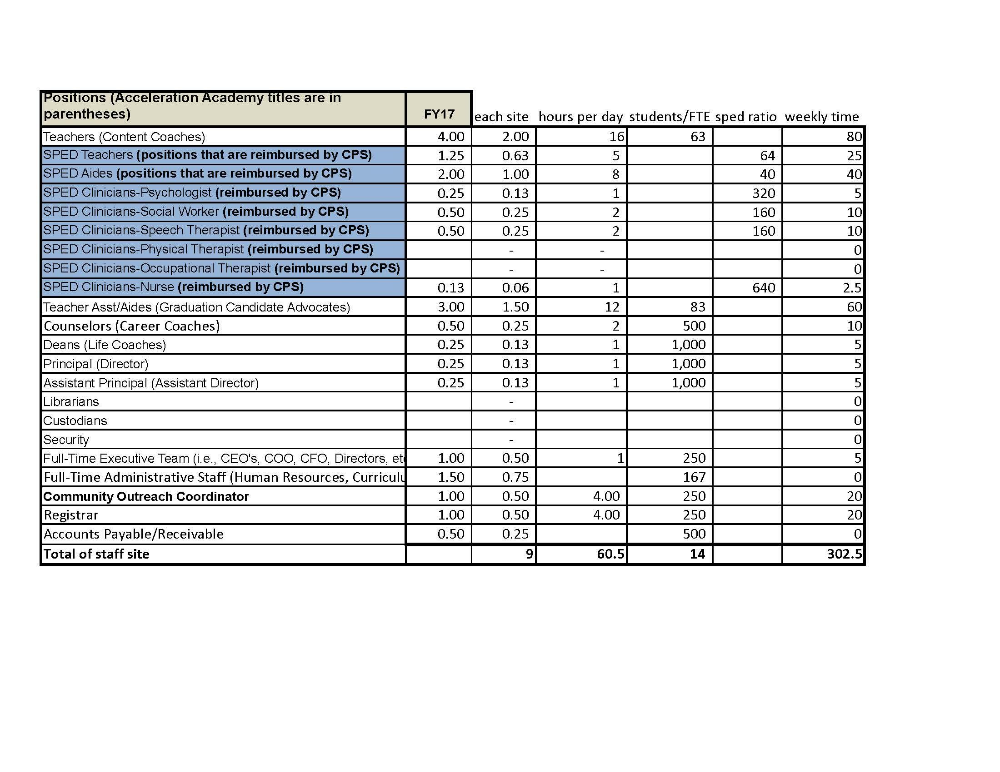 Positions (Acceleration Academy titles are in
parentheses) FY17 each site hours per day students/FTE sped ratio weekly time
Teachers (Content Coaches) 4.00 2.00 16 63 80
SPED Teachers (positions that are reimbursed by CPS) 1.25 0.63 5 64 25
SPED Aides (positions that are reimbursed by CPS) 2.00 1.00 8 40 40
SPED Clinicians-Psychologist (reimbursed by CPS) 0.25 0.13 1 320 5
SPED Clinicians-Social Worker (reimbursed by CPS) 0.50 0.25 2 160 10
SPED Clinicians-Speech Therapist (reimbursed by CPS) 0.50 0.25 2 160 10
SPED Clinicians-Physical Therapist (reimbursed by CPS) - - 0
SPED Clinicians-Occupational Therapist (reimbursed by CPS) - - 0
SPED Clinicians-Nurse (reimbursed by CPS) 0.13 0.06 1 640 2.5
Teacher Asst/Aides (Graduation Candidate Advocates) 3.00 1.50 12 83 60
Counselors (Career Coaches) 0.50 0.25 2 500 10
Deans (Life Coaches) 0.25 0.13 1 1,000 5
Principal (Director) 0.25 0.13 1 1,000 5
Assistant Principal (Assistant Director) 0.25 0.13 1 1,000 5
Librarians - 0
Custodians - 0
Security - 0
Full-Time Executive Team (i.e., CEO's, COO, CFO, Directors, etc 1.00 0.50 1 250 5
Full-Time Administrative Staff (Human Resources, Curriculu 1.50 0.75 167 0
Community Outreach Coordinator 1.00 0.50 4.00 250 20
Registrar 1.00 0.50 4.00 250 20
Accounts Payable/Receivable 0.50 0.25 500 0
Total of staff site 9 60.5 14 302.5